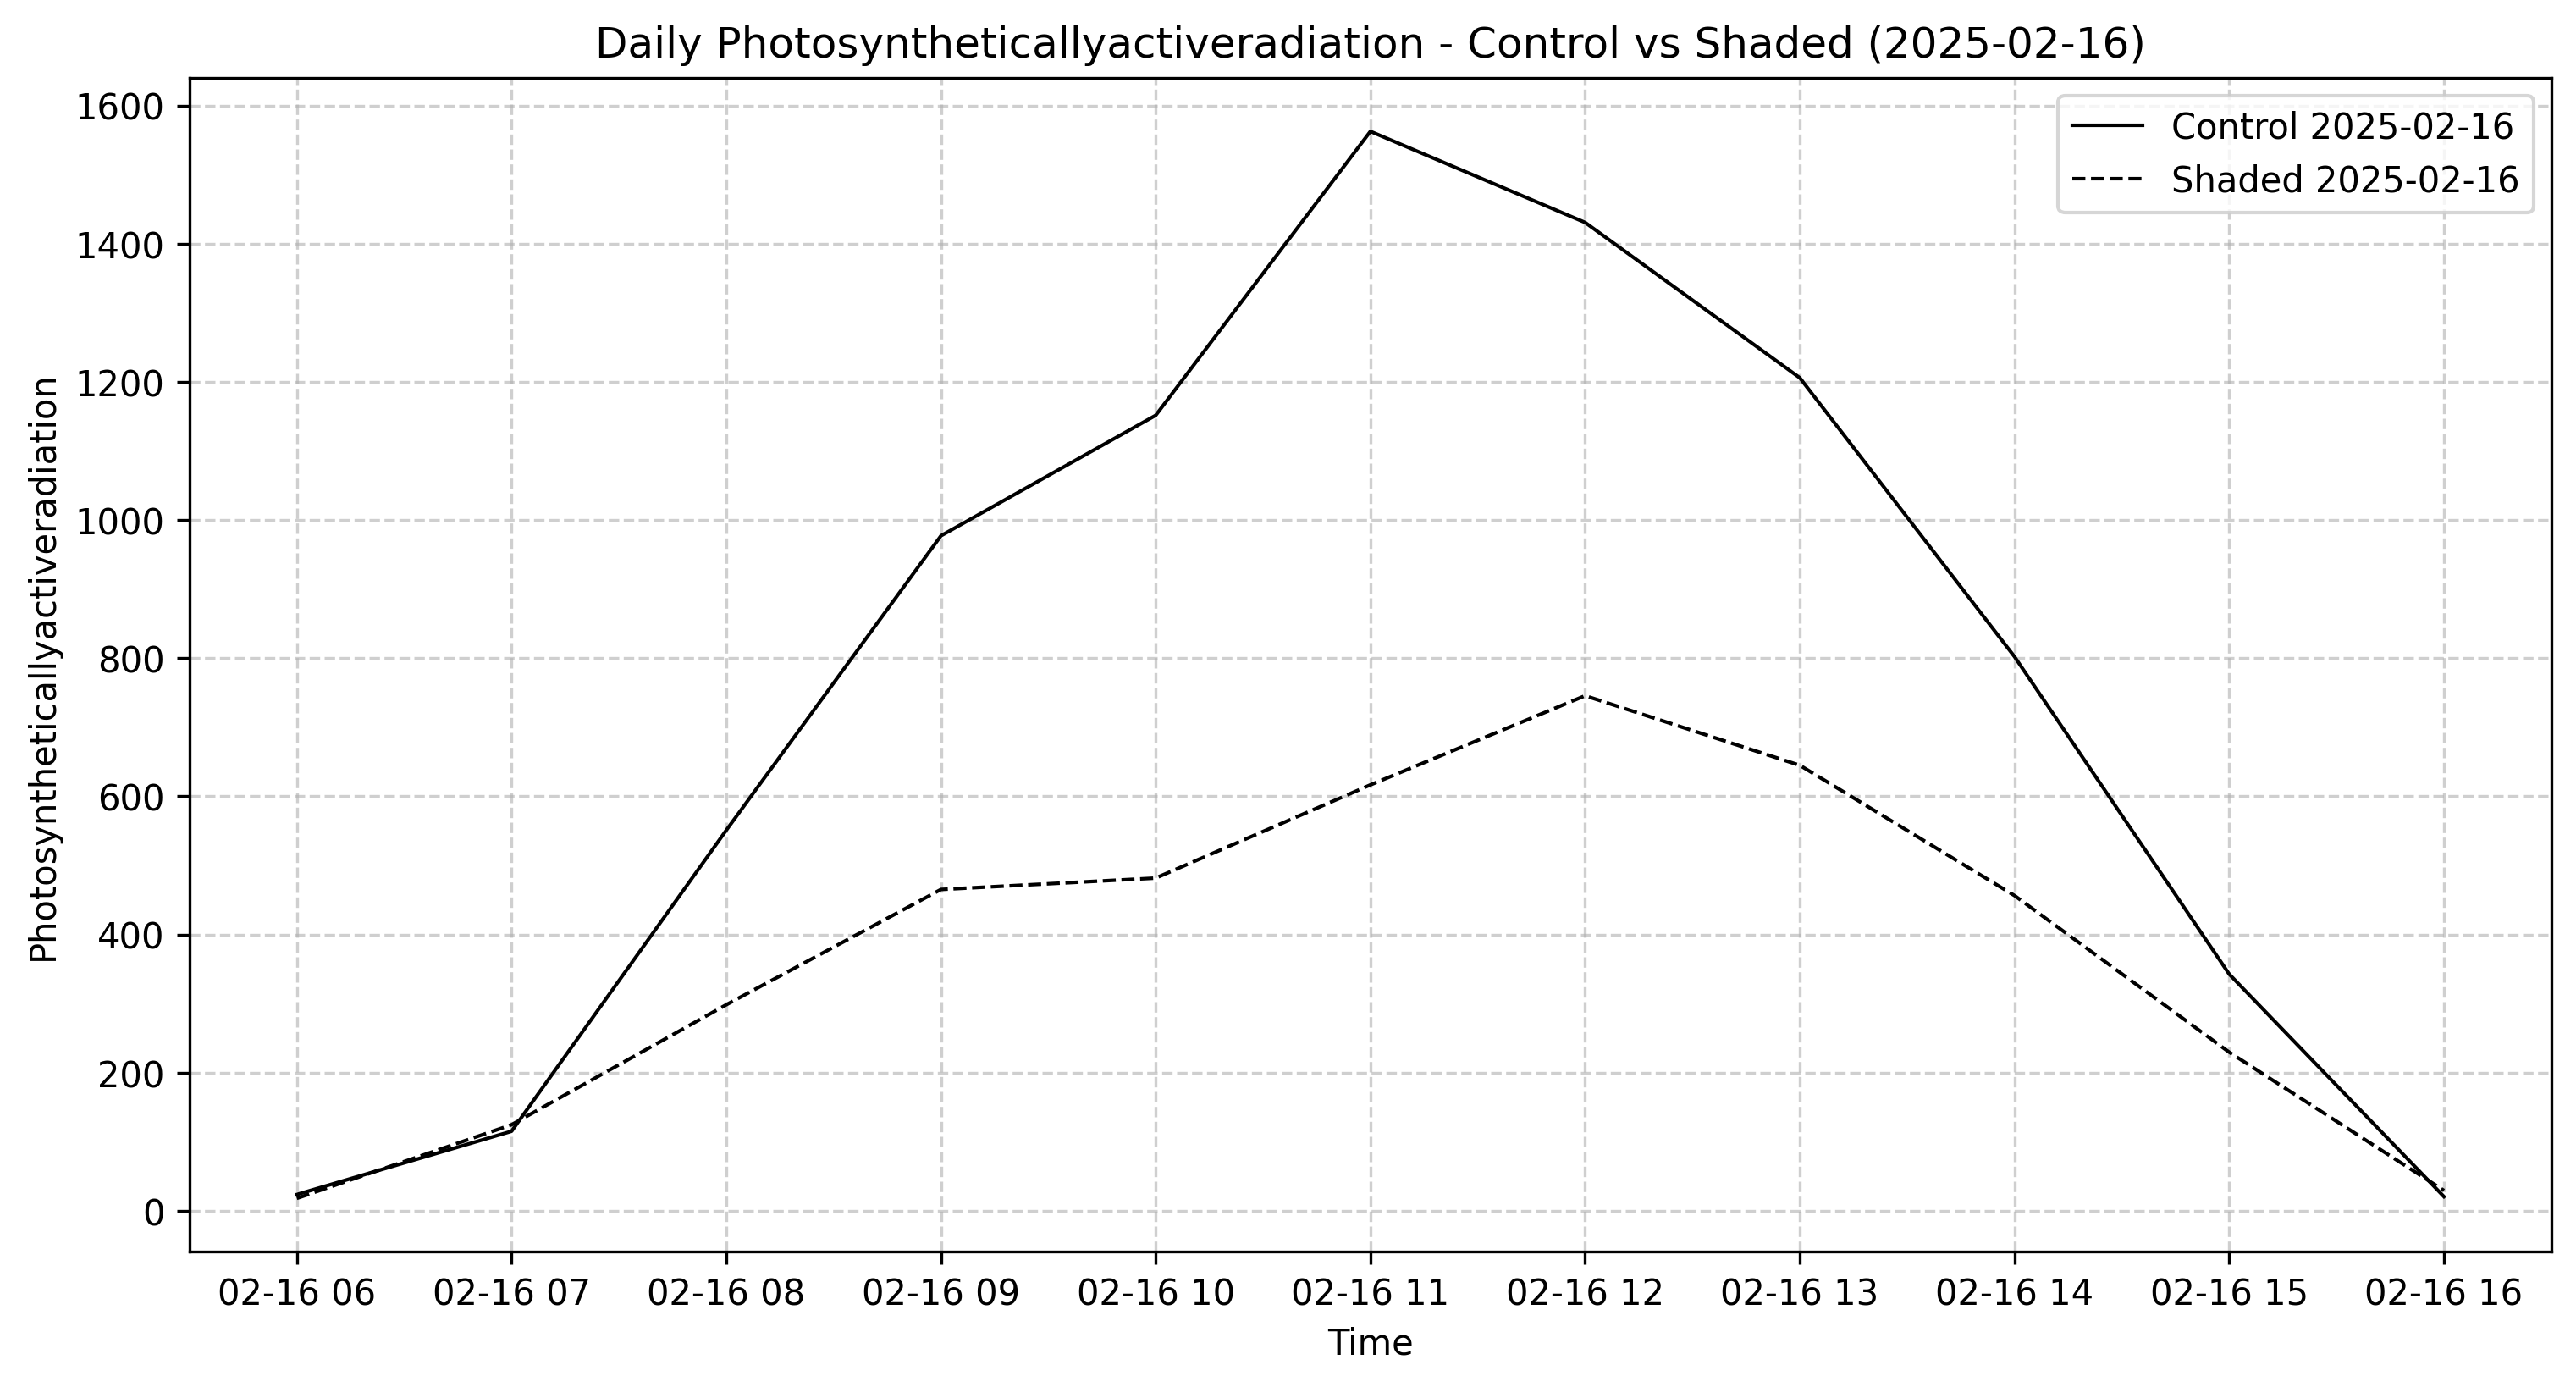 Daily Photosyntheticallyactiveradiation - Control vs Shaded (2025-02-16)
Control 2025-02-16
Shaded 2025-02-16
Photosyntheticallyactiveradiation
1600
1400
1200
1000
800
600
400
200
0
02-16 06 02-16 07 02-16 08 02-16 09 02-16 10 02-16 11 02-16 12 02-16 13 02-16 14 02-16 15 02-16 16
Time